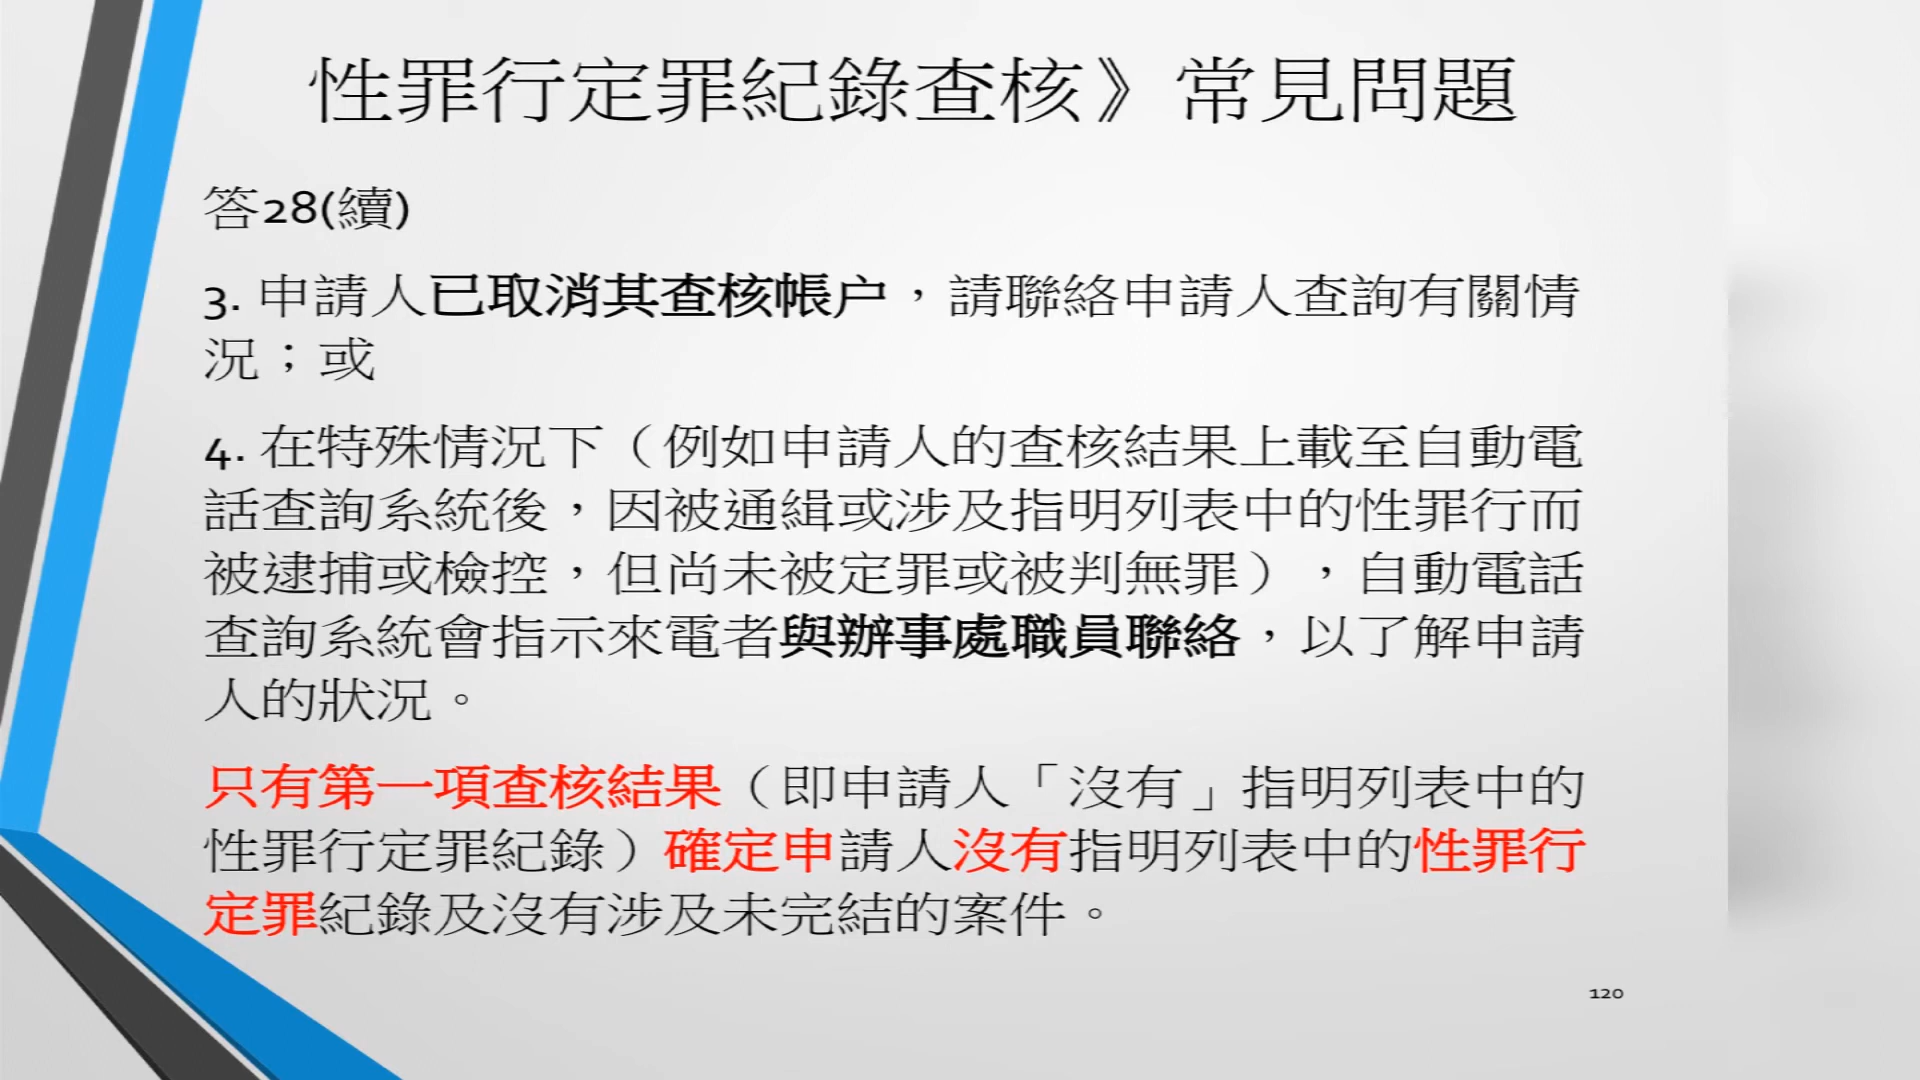 性罪行定罪紀錄查核》常見問題
答28(續)
3. 申請人已取消其查核帳户，請聯絡申請人查詢有關情
況；或
4. 在特殊情況下（例如申請人的查核結果上載至自動電
話查詢系統後，因被通緝或涉及指明列表中的性罪行而
被逮捕或檢控，但尚未被定罪或被判無罪），自動電話
查詢系統會指示來電者與辦事處職員聯絡，以了解申請
人的狀況。
只有第一項查核結果（即申請人「沒有」指明列表中的
性罪行定罪紀錄）確定申請人沒有指明列表中的性罪行
定罪紀錄及沒有涉及未完結的案件。
120